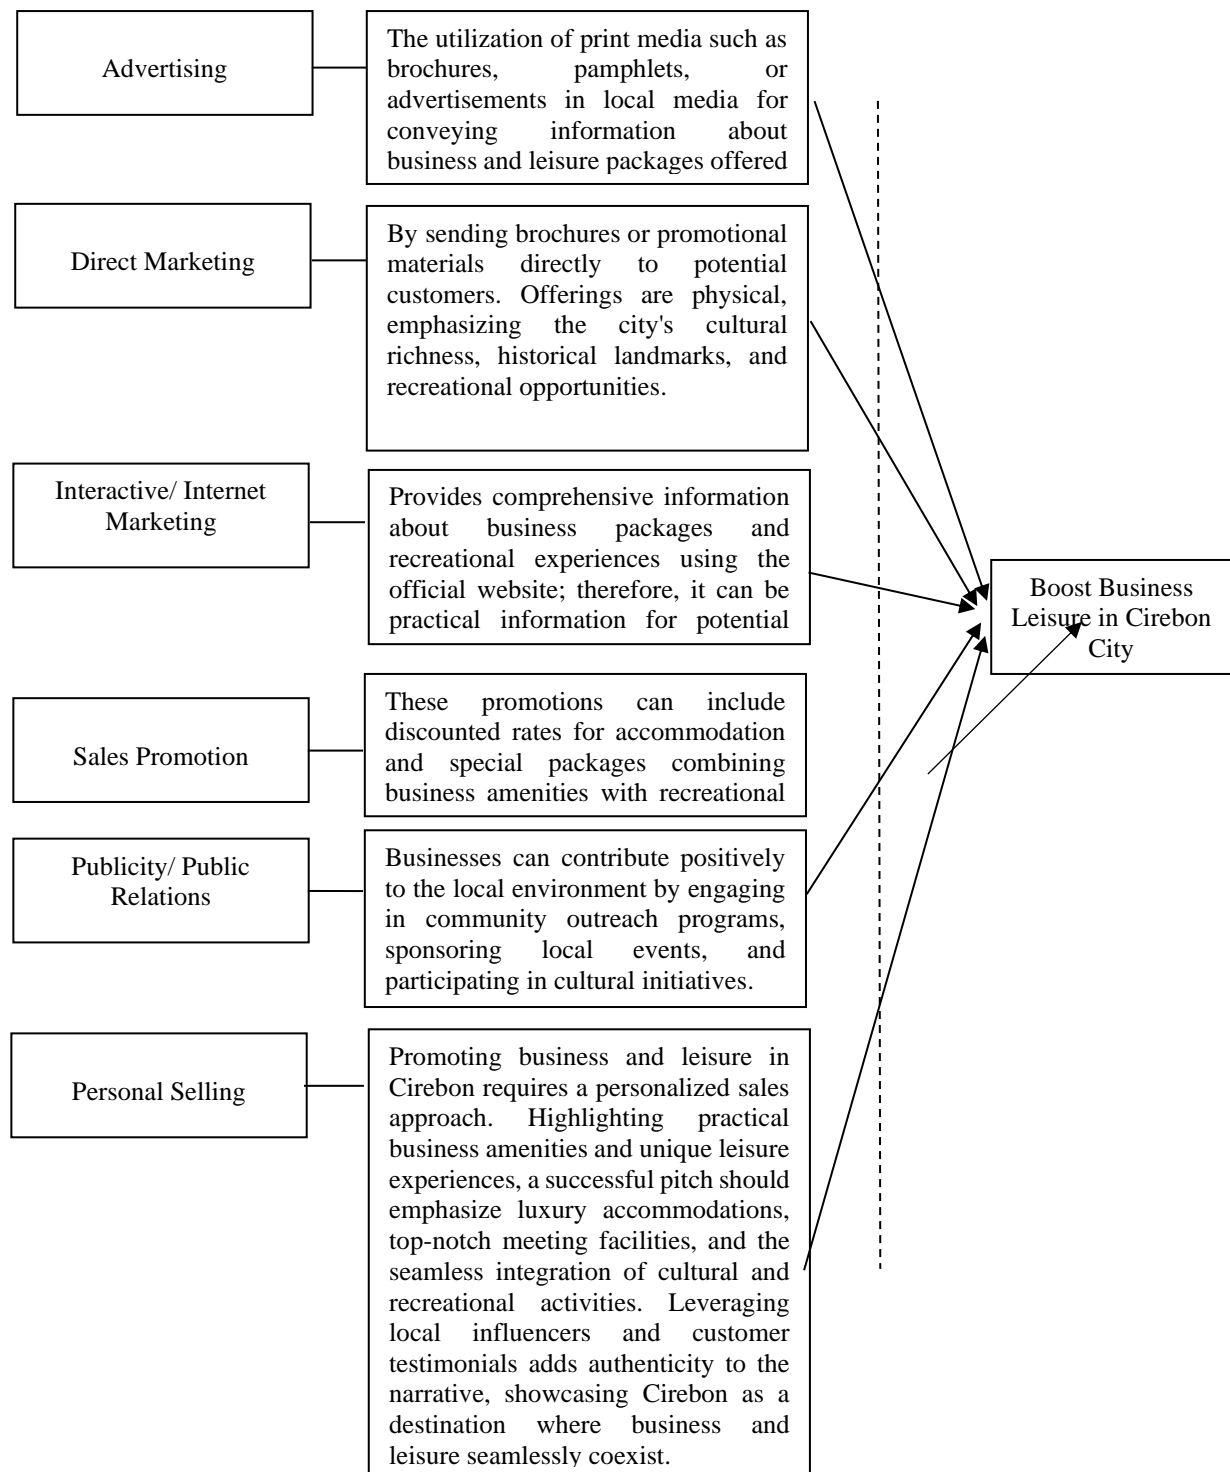 Advertising
The utilization of print media such as
brochures, pamphlets, or
advertisements in local media for
conveying information about
business and leisure packages offered
Direct Marketing
By sending brochures or promotional
materials directly to potential
customers. Offerings are physical,
emphasizing the city's cultural
richness, historical landmarks, and
recreational opportunities.
Interactive/ Internet
Marketing
Provides comprehensive information
about business packages and
recreational experiences using the
official website; therefore, it can be
practical information for potential
Boost Business
Leisure in Cirebon
City
Sales Promotion
These promotions can include
discounted rates for accommodation
and special packages combining
business amenities with recreational
Publicity/ Public
Relations
Businesses can contribute positively
to the local environment by engaging
in community outreach programs,
sponsoring local events, and
participating in cultural initiatives.
Personal Selling
Promoting business and leisure in
Cirebon requires a personalized sales
approach. Highlighting practical
business amenities and unique leisure
experiences, a successful pitch should
emphasize luxury accommodations,
top-notch meeting facilities, and the
seamless integration of cultural and
recreational activities. Leveraging
local influencers and customer
testimonials adds authenticity to the
narrative, showcasing Cirebon as a
destination where business and
leisure seamlessly coexist.